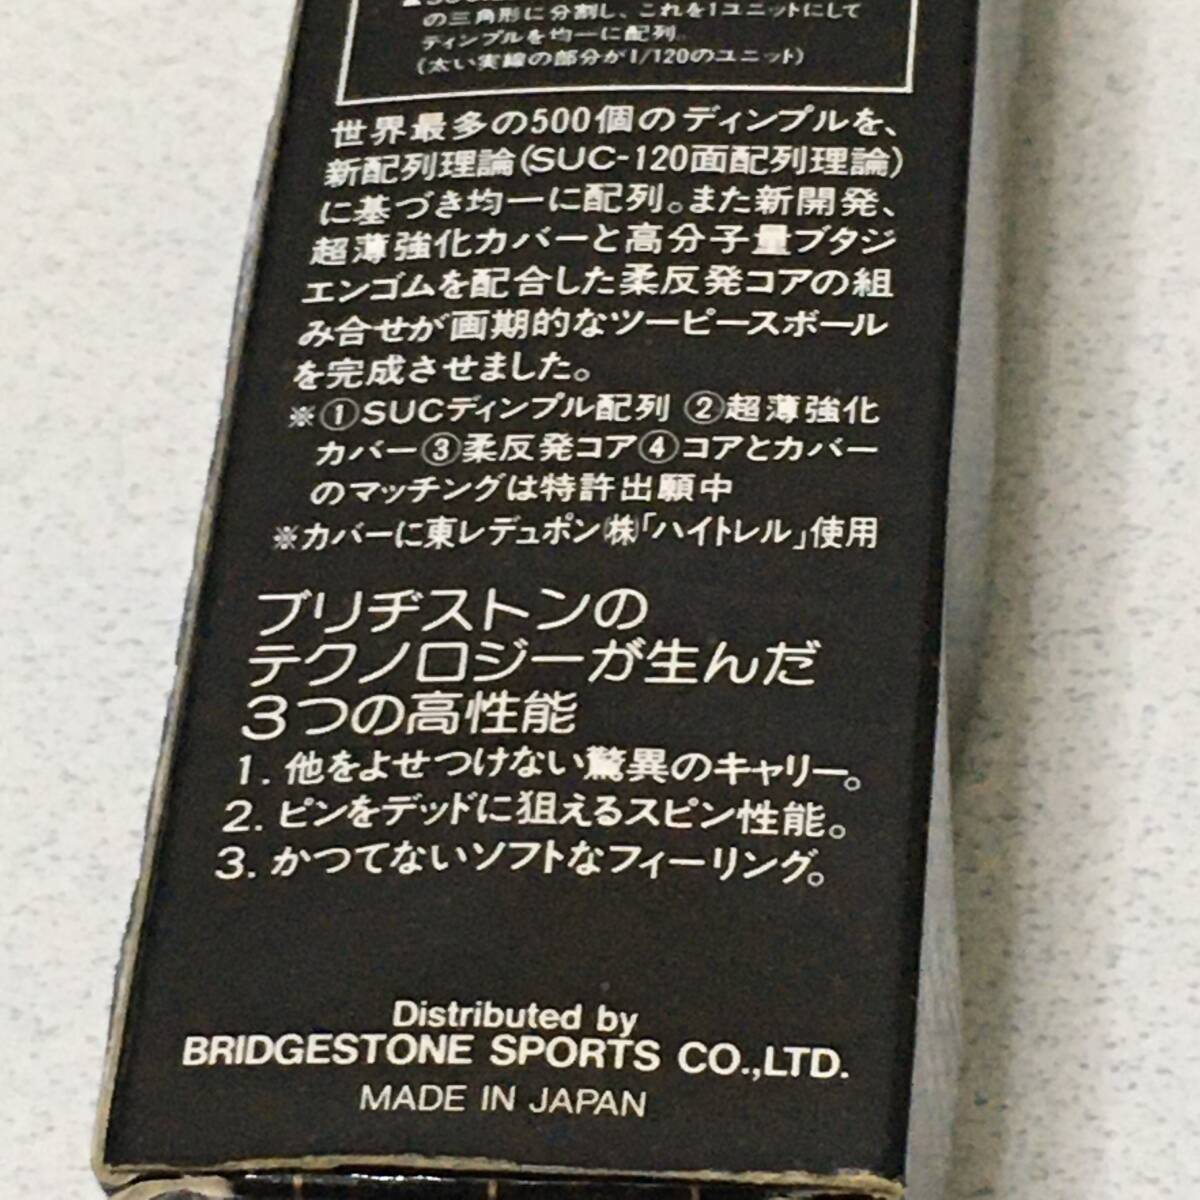 の三角形に分割し、これを1ユニットにして
ディンプルを均一に配列。
(太い実線の部分が1/120のユニット)
世界最多の500個のディンプルを、
新配列理論(SUC-120面配列理論)
に基づき均一に配列。また新開発、
超薄強化カバーと高分子量ブタジ
エンゴムを配合した柔反発コアの組
み合せが画期的なツーピースボール
を完成させました。
※①SUCディンプル配列 ②超薄強化
カバー③柔反発コア④コアとカバー
のマッチングは特許出願中
※カバーに東レデュポン㈱「ハイトレル」使用
ブリヂストンの
テクノロジーが生んだ
3つの高性能
1. 他をよせつけない驚異のキャリー。
2. ピンをデッドに狙えるスピン性能。
3. かつてないソフトなフィーリング。
Distributed by
BRIDGESTONE SPORTS CO.,LTD.
MADE IN JAPAN